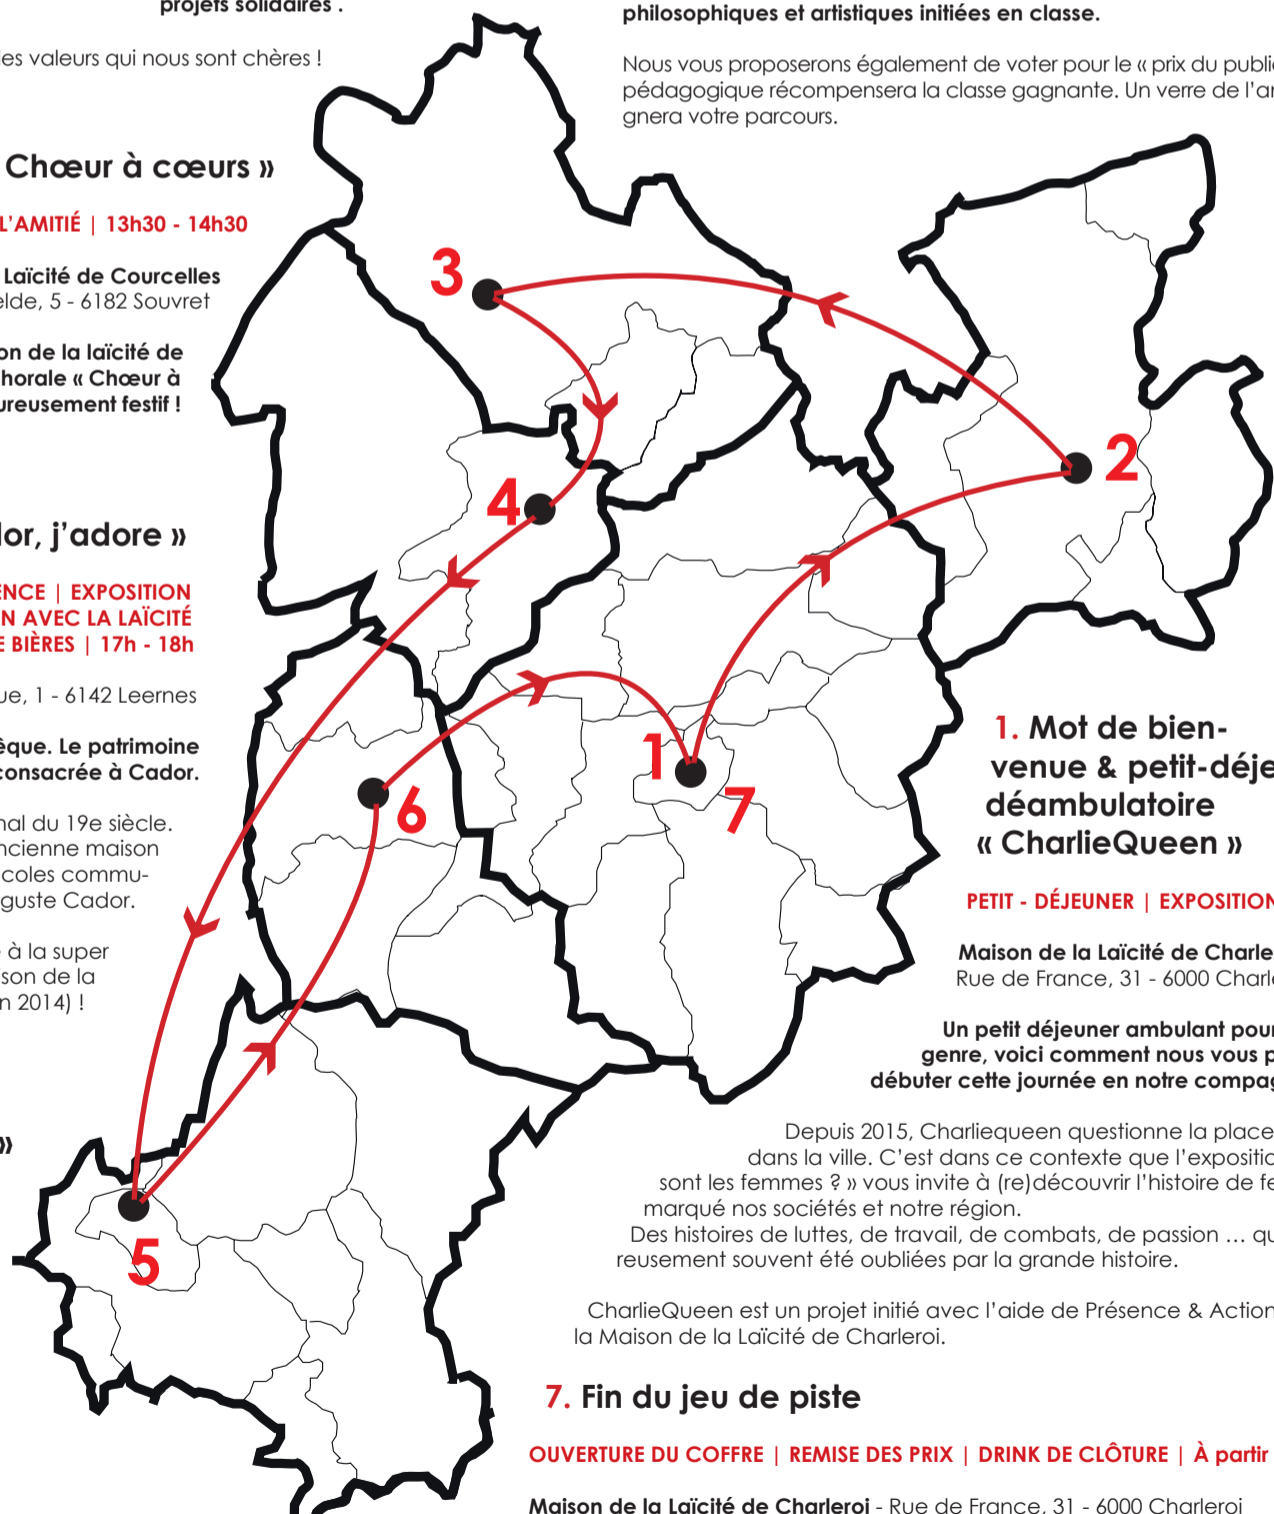 projets solidaires .
les valeurs qui nous sont chères !
philosophiques et artistiques initiées en classe.
Nous vous proposerons également de voter pour le « prix du public
pédagogique récompensera la classe gagnante. Un verre de l'a
gnera votre parcours.
Chœur à cœurs »
L'AMITIÉ | 13h30 - 14h30
Laïcité de Courcelles
elde, 5 - 6182 Souvret
on de la laïcité de
horale « Chœur à
ureusement festif !
3
2
4
lor, j'adore »
ENCE | EXPOSITION
N AVEC LA LAÏCITÉ
E BIÈRES | 17h - 18h
ue, 1 - 6142 Leernes
êque. Le patrimoine
consacrée à Cador.
nal du 19e siècle.
ncienne maison
coles commu-
guste Cador.
à la super
ison de la
n 2014) !
6
1
7
1. Mot de bien-
venue & petit-déje
déambulatoire
« CharlieQueen »
PETIT - DÉJEUNER | EXPOSITION
Maison de la Laïcité de Charle
Rue de France, 31 - 6000 Charle
Un petit déjeuner ambulant pour
genre, voici comment nous vous p
débuter cette journée en notre compag
»
5
Depuis 2015, Charliequeen questionne la place
dans la ville. C'est dans ce contexte que l'expositio
sont les femmes ? » vous invite à (re)découvrir l'histoire de fe
marqué nos sociétés et notre région.
Des histoires de luttes, de travail, de combats, de passion … qu
reusement souvent été oubliées par la grande histoire.
CharlieQueen est un projet initié avec l'aide de Présence & Action
la Maison de la Laïcité de Charleroi.
7. Fin du jeu de piste
OUVERTURE DU COFFRE | REMISE DES PRIX | DRINK DE CLÔTURE | À partir
Maison de la Laïcité de Charleroi - Rue de France, 31 - 6000 Charleroi